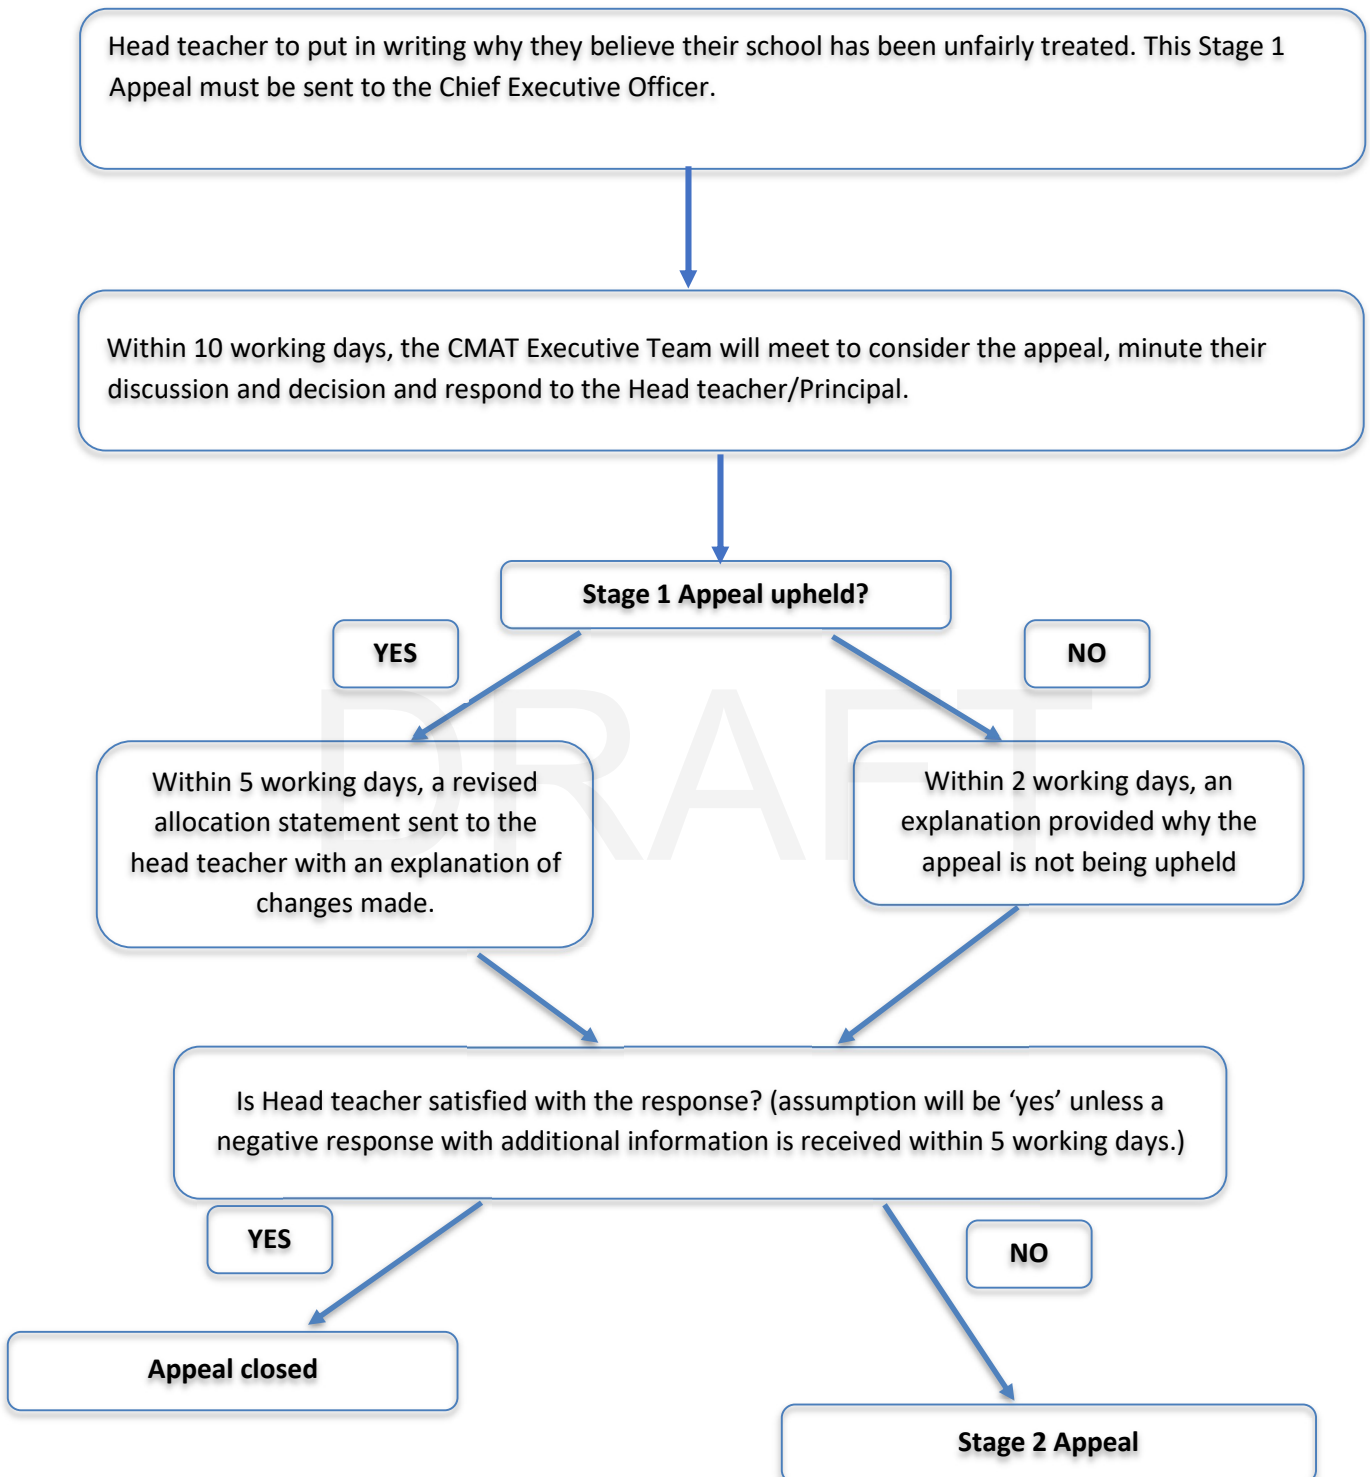 Head teacher to put in writing why they believe their school has been unfairly treated. This Stage 1
Appeal must be sent to the Chief Executive Officer.
Within 10 working days, the CMAT Executive Team will meet to consider the appeal, minute their
discussion and decision and respond to the Head teacher/Principal.
Stage 1 Appeal upheld?
YES
NO
DRAFT
Within 5 working days, a revised
allocation statement sent to the
head teacher with an explanation of
changes made.
Within 2 working days, an
explanation provided why the
appeal is not being upheld
Is Head teacher satisfied with the response? (assumption will be ‘yes’ unless a
negative response with additional information is received within 5 working days.)
YES
NO
Appeal closed
Stage 2 Appeal